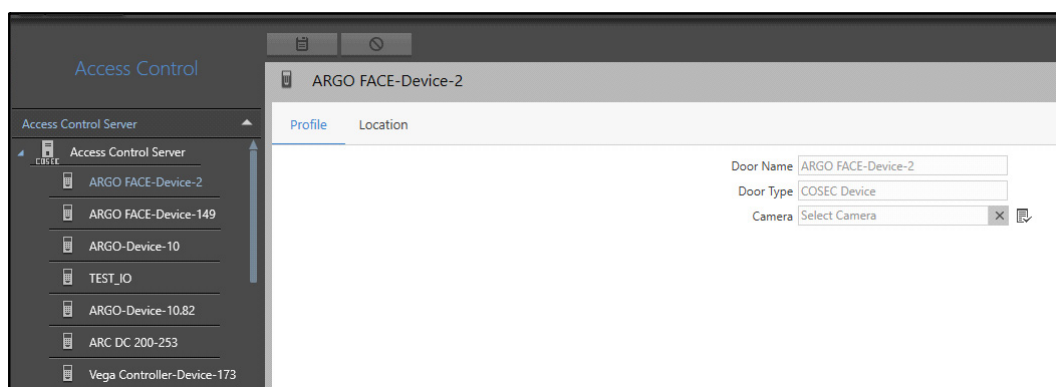 Access Control
Access Control Server
COSEC
Access Control Server
ARGO FACE-Device-2
ARGO FACE-Device-149
ARGO-Device-10
TEST_IO
ARGO-Device-10.82
ARC DC 200-253
Vega Controller-Device-173
ARGO FACE-Device-2
Profile Location
Door Name ARGO FACE-Device-2
Door Type COSEC Device
Camera Select Camera